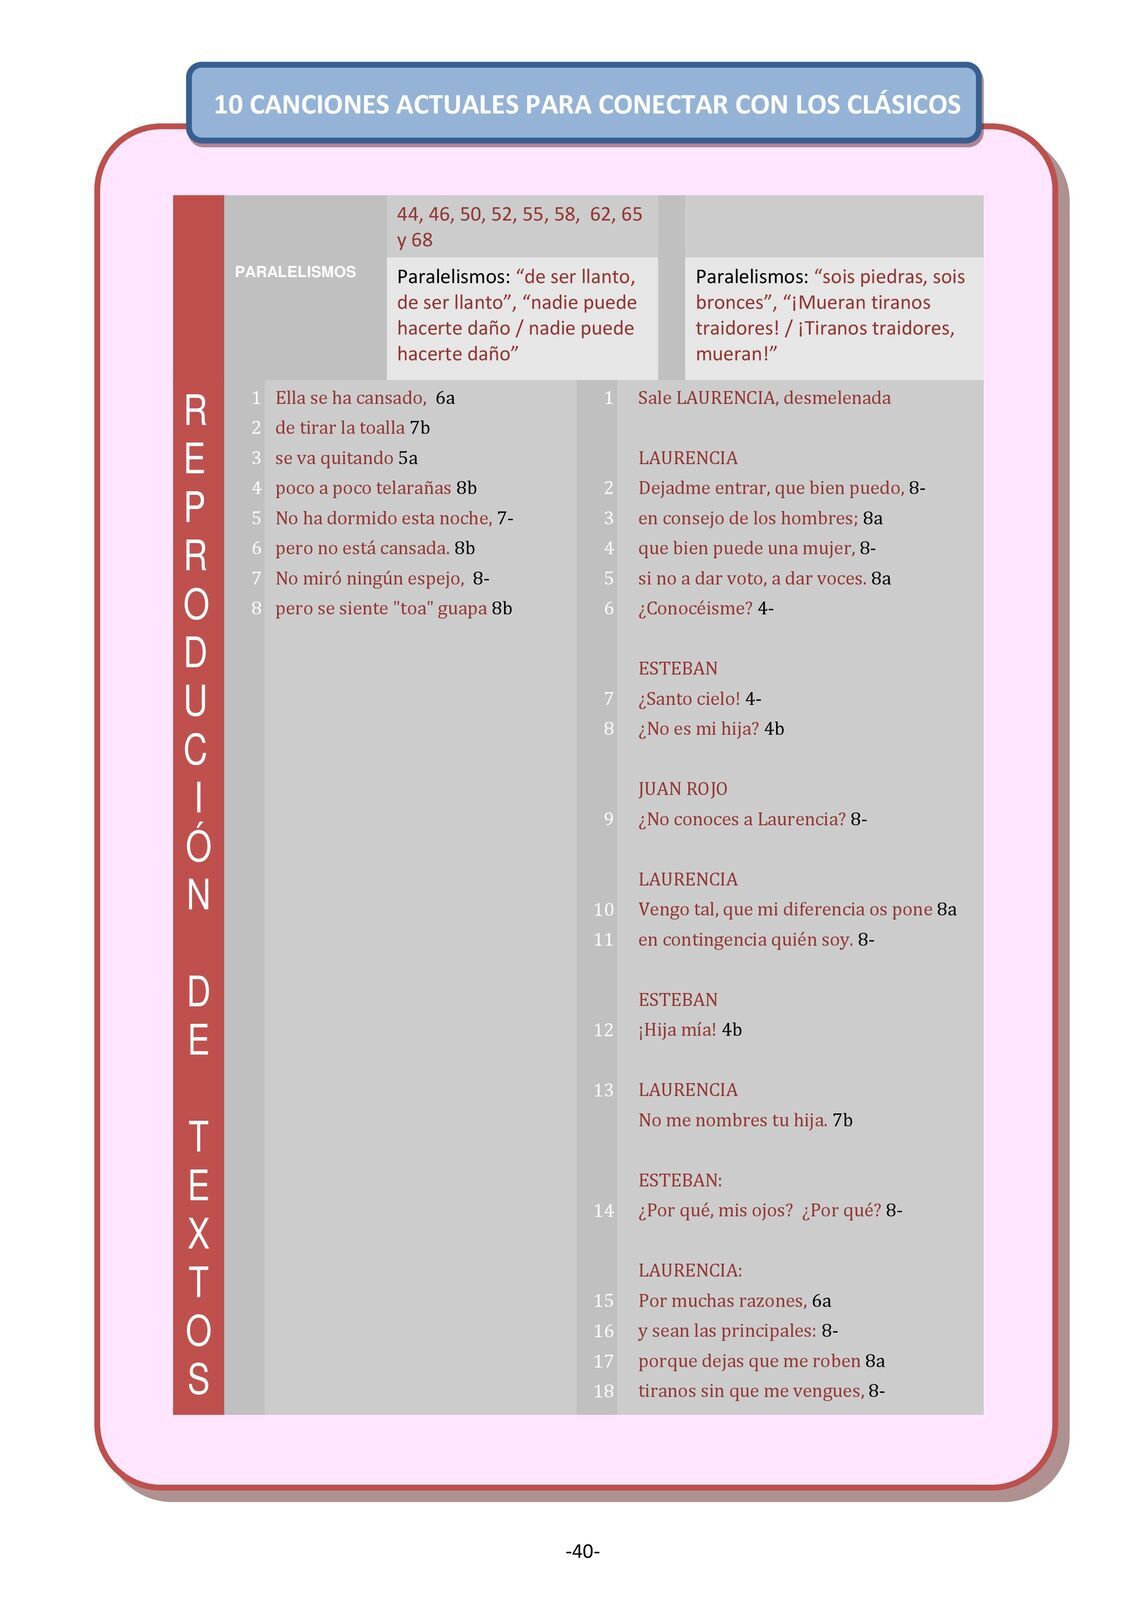 10 CANCIONES ACTUALES PARA CONECTAR CON LOS CLÁSICOS
44, 46, 50, 52, 55, 58, 62, 65
y 68
PARALELISMOS
Paralelismos: “de ser llanto,
de ser llanto”, “nadie puede
hacerte daño / nadie puede
hacerte daño”
Paralelismos: “sois piedras, sois
bronces”, “¡Mueran tiranos
traidores! / ¡Tiranos traidores,
mueran!”
REPRODUCIÓN DE TEXTOS
1 Ella se ha cansado, 6a
2 de tirar la toalla 7b
3 se va quitando 5a
4 poco a poco telarañas 8b
5 No ha dormido esta noche, 7-
6 pero no está cansada. 8b
7 No miró ningún espejo, 8-
8 pero se siente "toa" guapa 8b
1 Sale LAURENCIA, desmelenada
LAURENCIA
2 Dejadme entrar, que bien puedo, 8-
3 en consejo de los hombres; 8a
4 que bien puede una mujer, 8-
5 si no a dar voto, a dar voces. 8a
6 ¿Conocéisme? 4-
ESTEBAN
7 ¿Santo cielo! 4-
8 ¿No es mi hija? 4b
JUAN ROJO
9 ¿No conoces a Laurencia? 8-
LAURENCIA
10 Vengo tal, que mi diferencia os pone 8a
11 en contingencia quién soy. 8-
ESTEBAN
12 ¡Hija mía! 4b
13 LAURENCIA
No me nombres tu hija. 7b
ESTEBAN:
14 ¿Por qué, mis ojos? ¿Por qué? 8-
LAURENCIA:
15 Por muchas razones, 6a
16 y sean las principales: 8-
17 porque dejas que me roben 8a
18 tiranos sin que me vengues, 8-
-40-